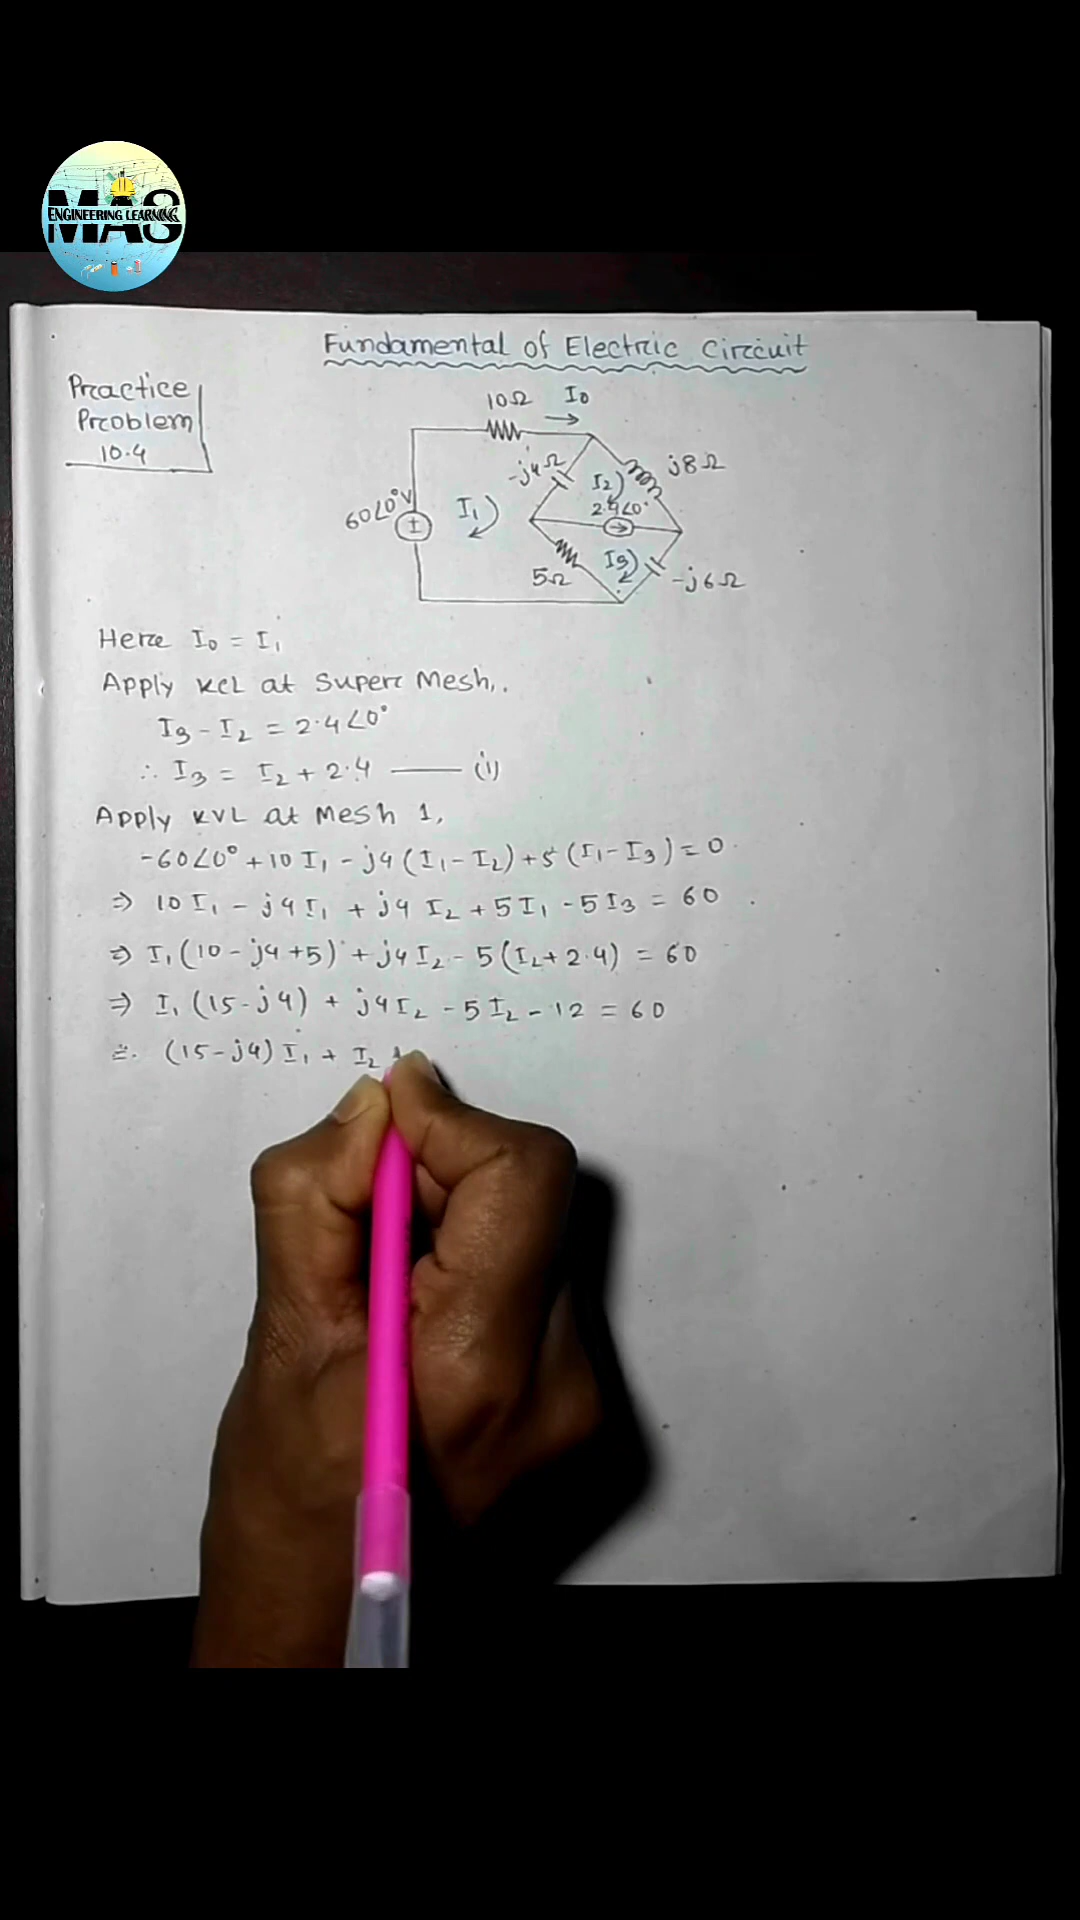 MAS
ENGINEERING LEARNING
Fundamental of Electric Circuit
Practice
Problem
10.4
10Ω I₀
-j4Ω
j8Ω
I₂
2.4∠0°
60∠0° V
I₁
I₃
5Ω
-j6Ω
Here I₀ = I₁
Apply KCL at Super Mesh,.
I₃ - I₂ = 2.4∠0°
∴ I₃ = I₂ + 2.4 —— (i)
Apply KVL at Mesh 1,
-60∠0° + 10 I₁ - j4 (I₁ - I₂) + 5 (I₁ - I₃) = 0
⇒ 10 I₁ - j4 I₁ + j4 I₂ + 5 I₁ - 5 I₃ = 60
⇒ I₁ (10 - j4 + 5) + j4 I₂ - 5 (I₂ + 2.4) = 60
⇒ I₁ (15 - j4) + j4 I₂ - 5 I₂ - 12 = 60
∴ (15 - j4) I₁ + I₂